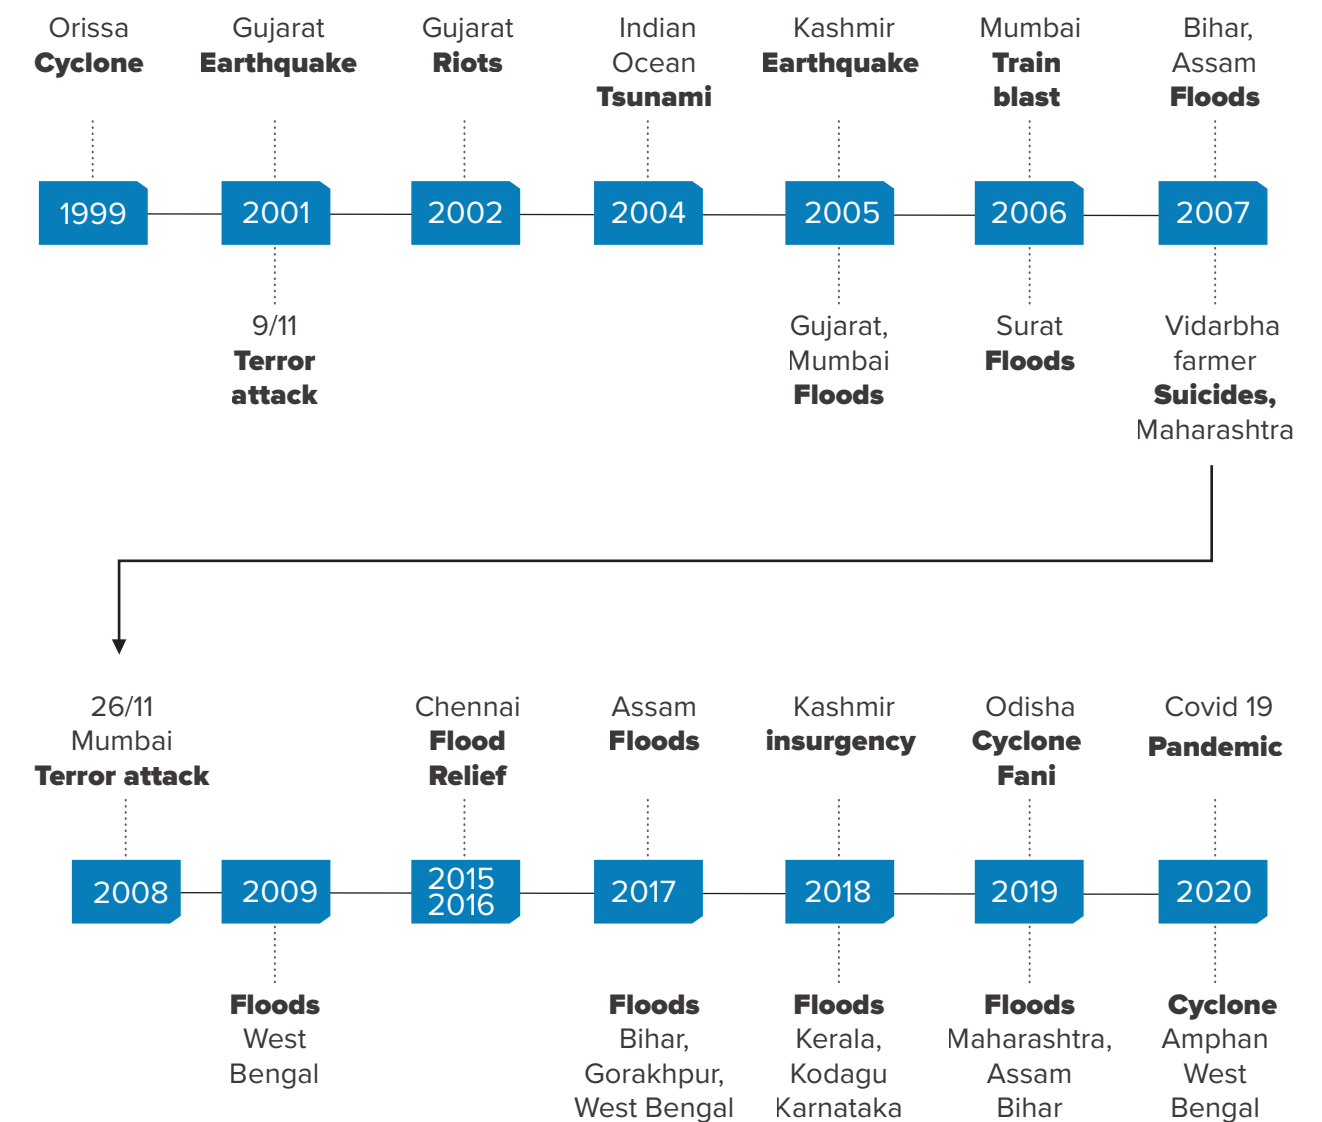 Orissa
Cyclone
Gujarat
Earthquake
Gujarat
Riots
Indian
Ocean
Tsunami
Kashmir
Earthquake
Mumbai
Train
blast
Bihar,
Assam
Floods
1999
2001
2002
2004
2005
2006
2007
9/11
Terror
attack
Gujarat,
Mumbai
Floods
Surat
Floods
Vidarbha
farmer
Suicides,
Maharashtra
26/11
Mumbai
Terror attack
Chennai
Flood
Relief
Assam
Floods
Kashmir
insurgency
Odisha
Cyclone
Fani
Covid 19
Pandemic
2008
2009
2015
2016
2017
2018
2019
2020
Floods
West
Bengal
Floods
Bihar,
Gorakhpur,
West Bengal
Floods
Kerala,
Kodagu
Karnataka
Floods
Maharashtra,
Assam
Bihar
Cyclone
Amphan
West
Bengal